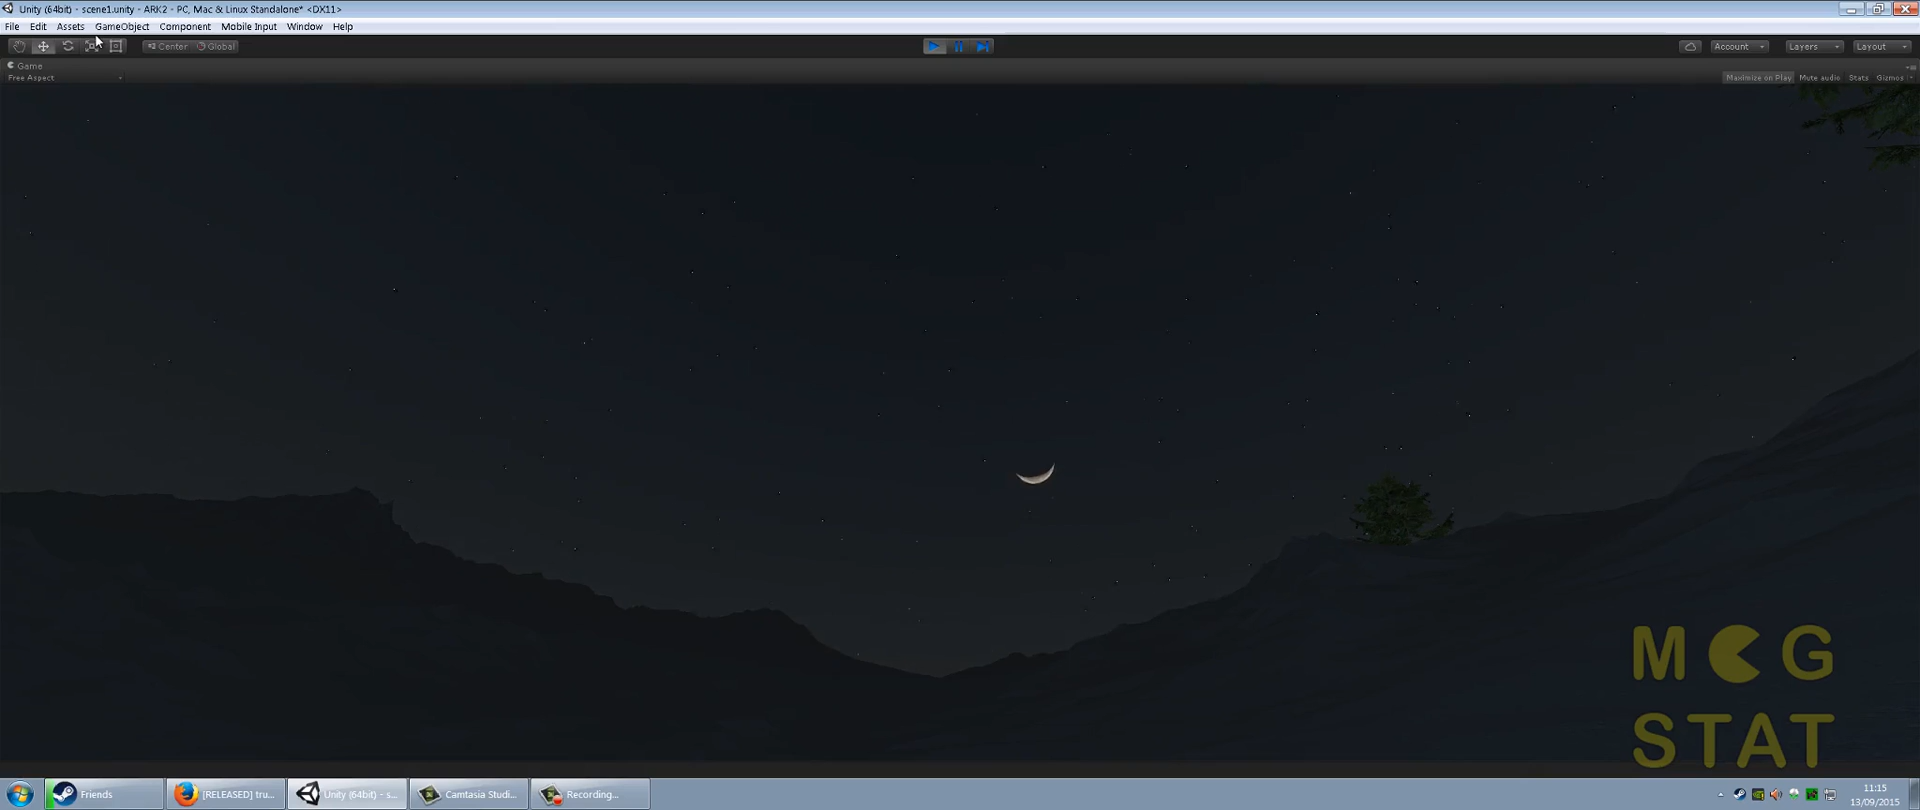 Unity (64bit) - scene1.unity - ARK2 - PC, Mac & Linux Standalone* <DX11>
File Edit Assets GameObject Component Mobile Input Window Help
Center Global Account Layers Layout
Game
Free Aspect Maximize on Play Mute audio Stats Gizmos
M C G
STAT
Friends [RELEASED] tru... Unity (64bit) - s... Camtasia Studi... Recording... 11:15
13/09/2015